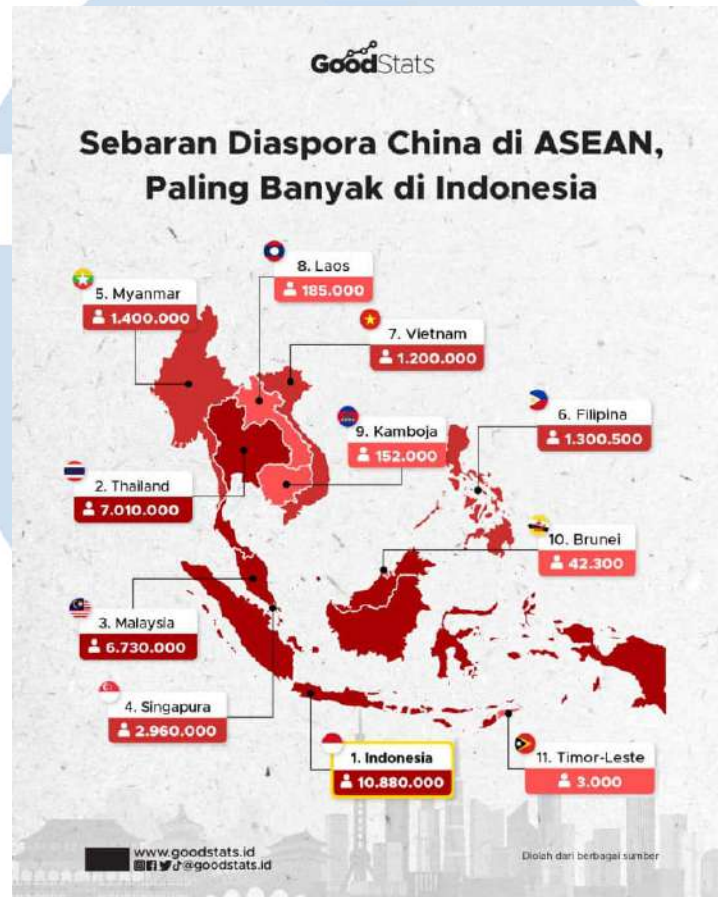 GoodStats
Sebaran Diaspora China di ASEAN,
Paling Banyak di Indonesia
8. Laos
185.000
5. Myanmar
1.400.000
7. Vietnam
1.200.000
6. Filipina
1.300.500
9. Kamboja
152.000
2. Thailand
7.010.000
10. Brunei
42.300
3. Malaysia
6.730.000
4. Singapura
2.960.000
1. Indonesia
10.880.000
11. Timor-Leste
3.000
www.goodstats.id
@goodstats.id
Diolah dari berbagai sumber